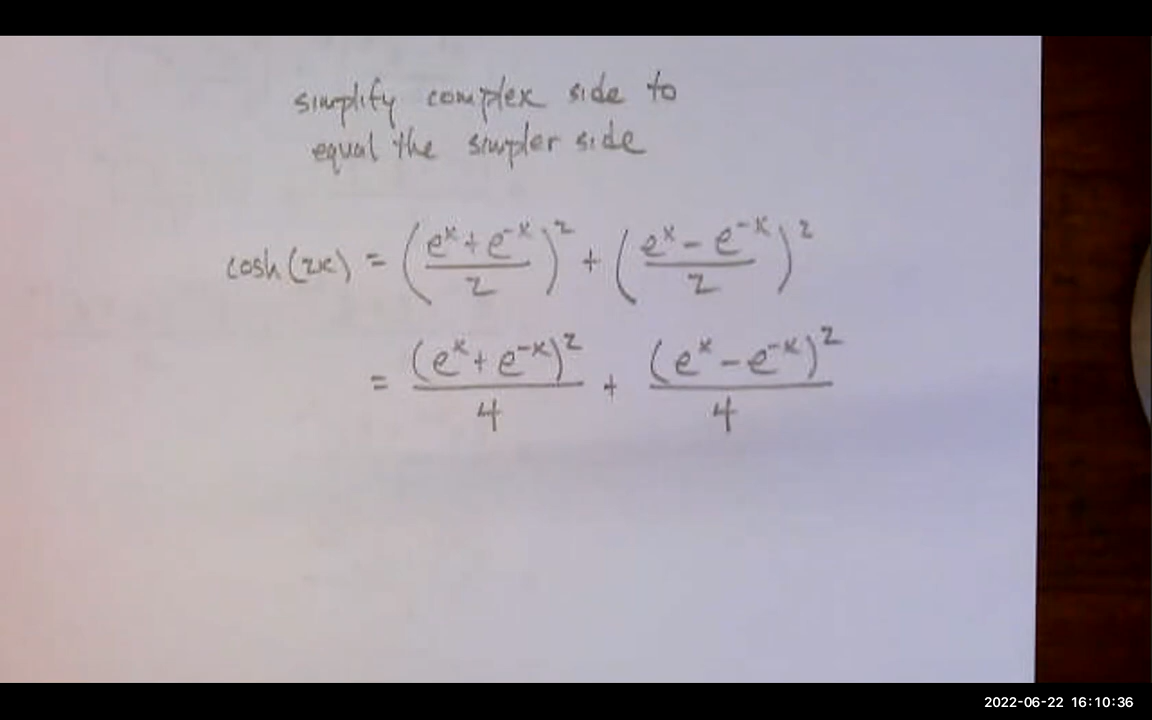 simplify complex side to
equal the simpler side
cosh(2x) = ((e^x + e^-x)/2)^2 + ((e^x - e^-x)/2)^2
= (e^x + e^-x)^2/4 + (e^x - e^-x)^2/4
2022-06-22 16:10:36